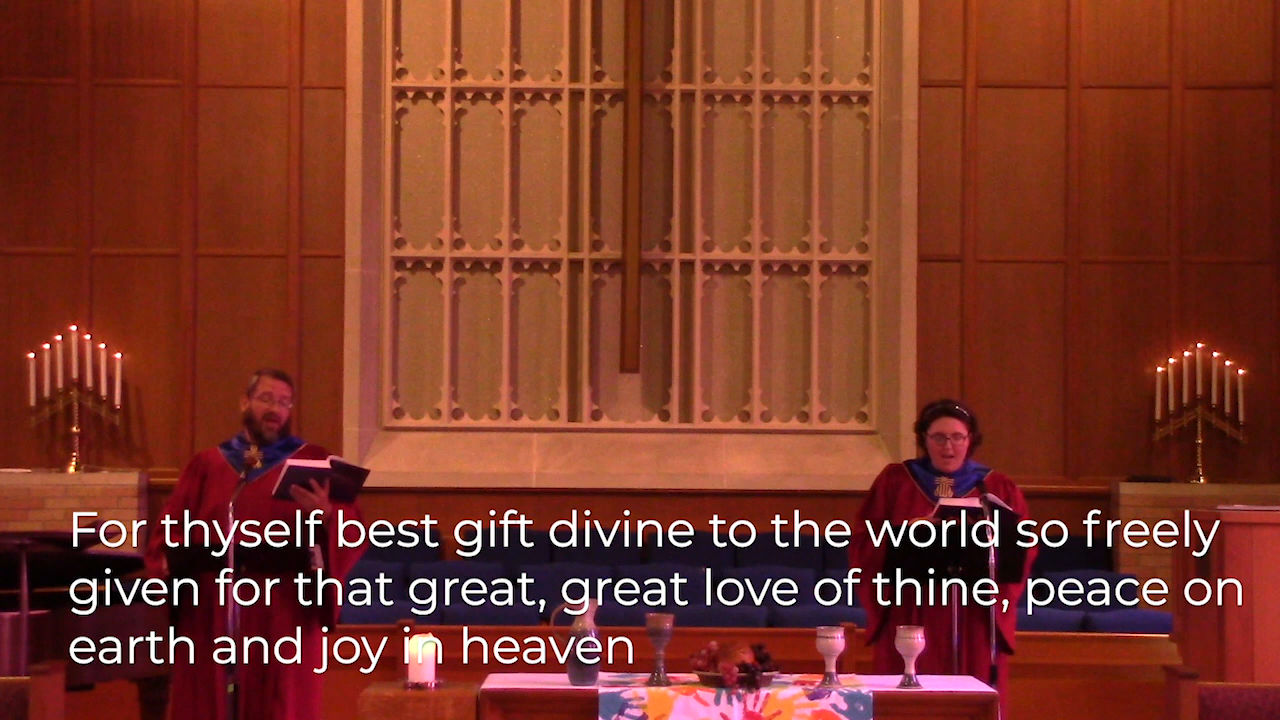 For thyself best gift divine to the world so freely
given for that great, great love of thine, peace on
earth and joy in heaven